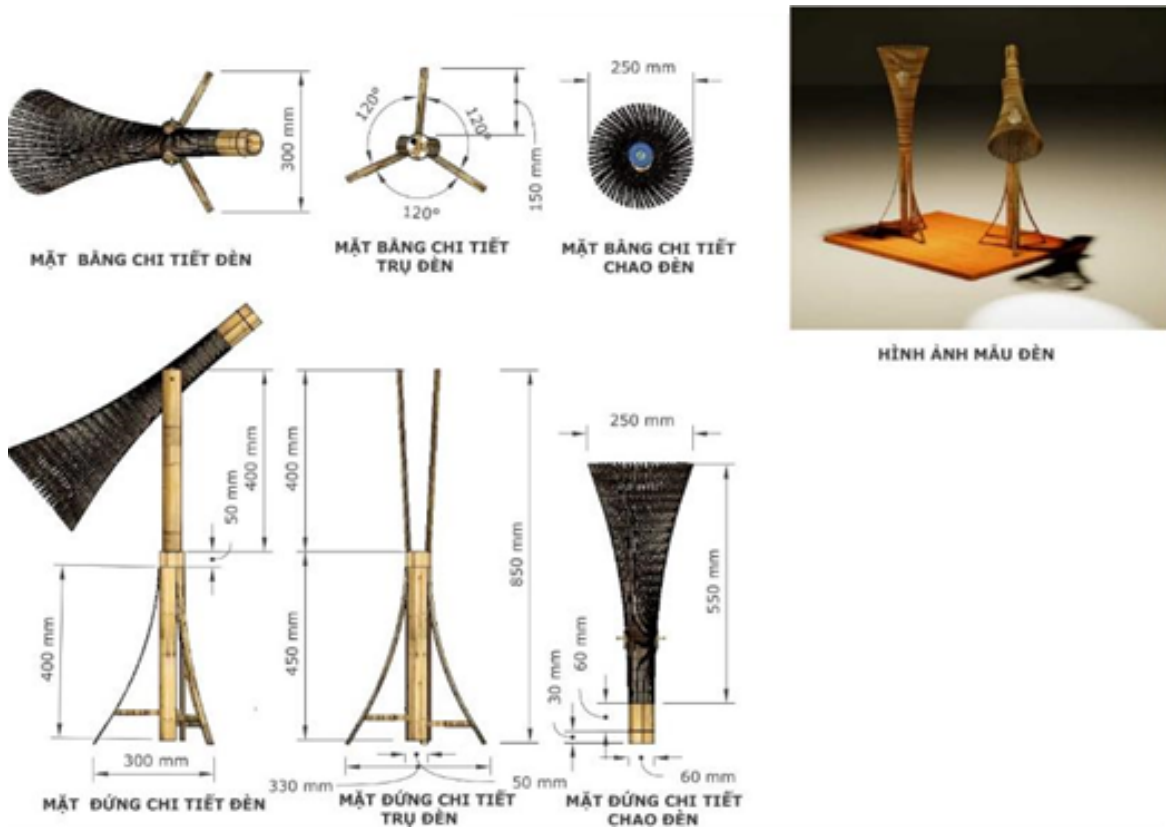 300 mm
MẶT BẰNG CHI TIẾT ĐÈN
120°
120°
120°
150 mm
MẶT BẰNG CHI TIẾT
TRỤ ĐÈN
250 mm
MẶT BẰNG CHI TIẾT
CHAO ĐÈN
HÌNH ẢNH MẪU ĐÈN
400 mm
50 mm
400 mm
300 mm
MẶT ĐỨNG CHI TIẾT ĐÈN
400 mm
450 mm
850 mm
330 mm
50 mm
MẶT ĐỨNG CHI TIẾT
TRỤ ĐÈN
250 mm
550 mm
60 mm
30 mm
60 mm
MẶT ĐỨNG CHI TIẾT
CHAO ĐÈN